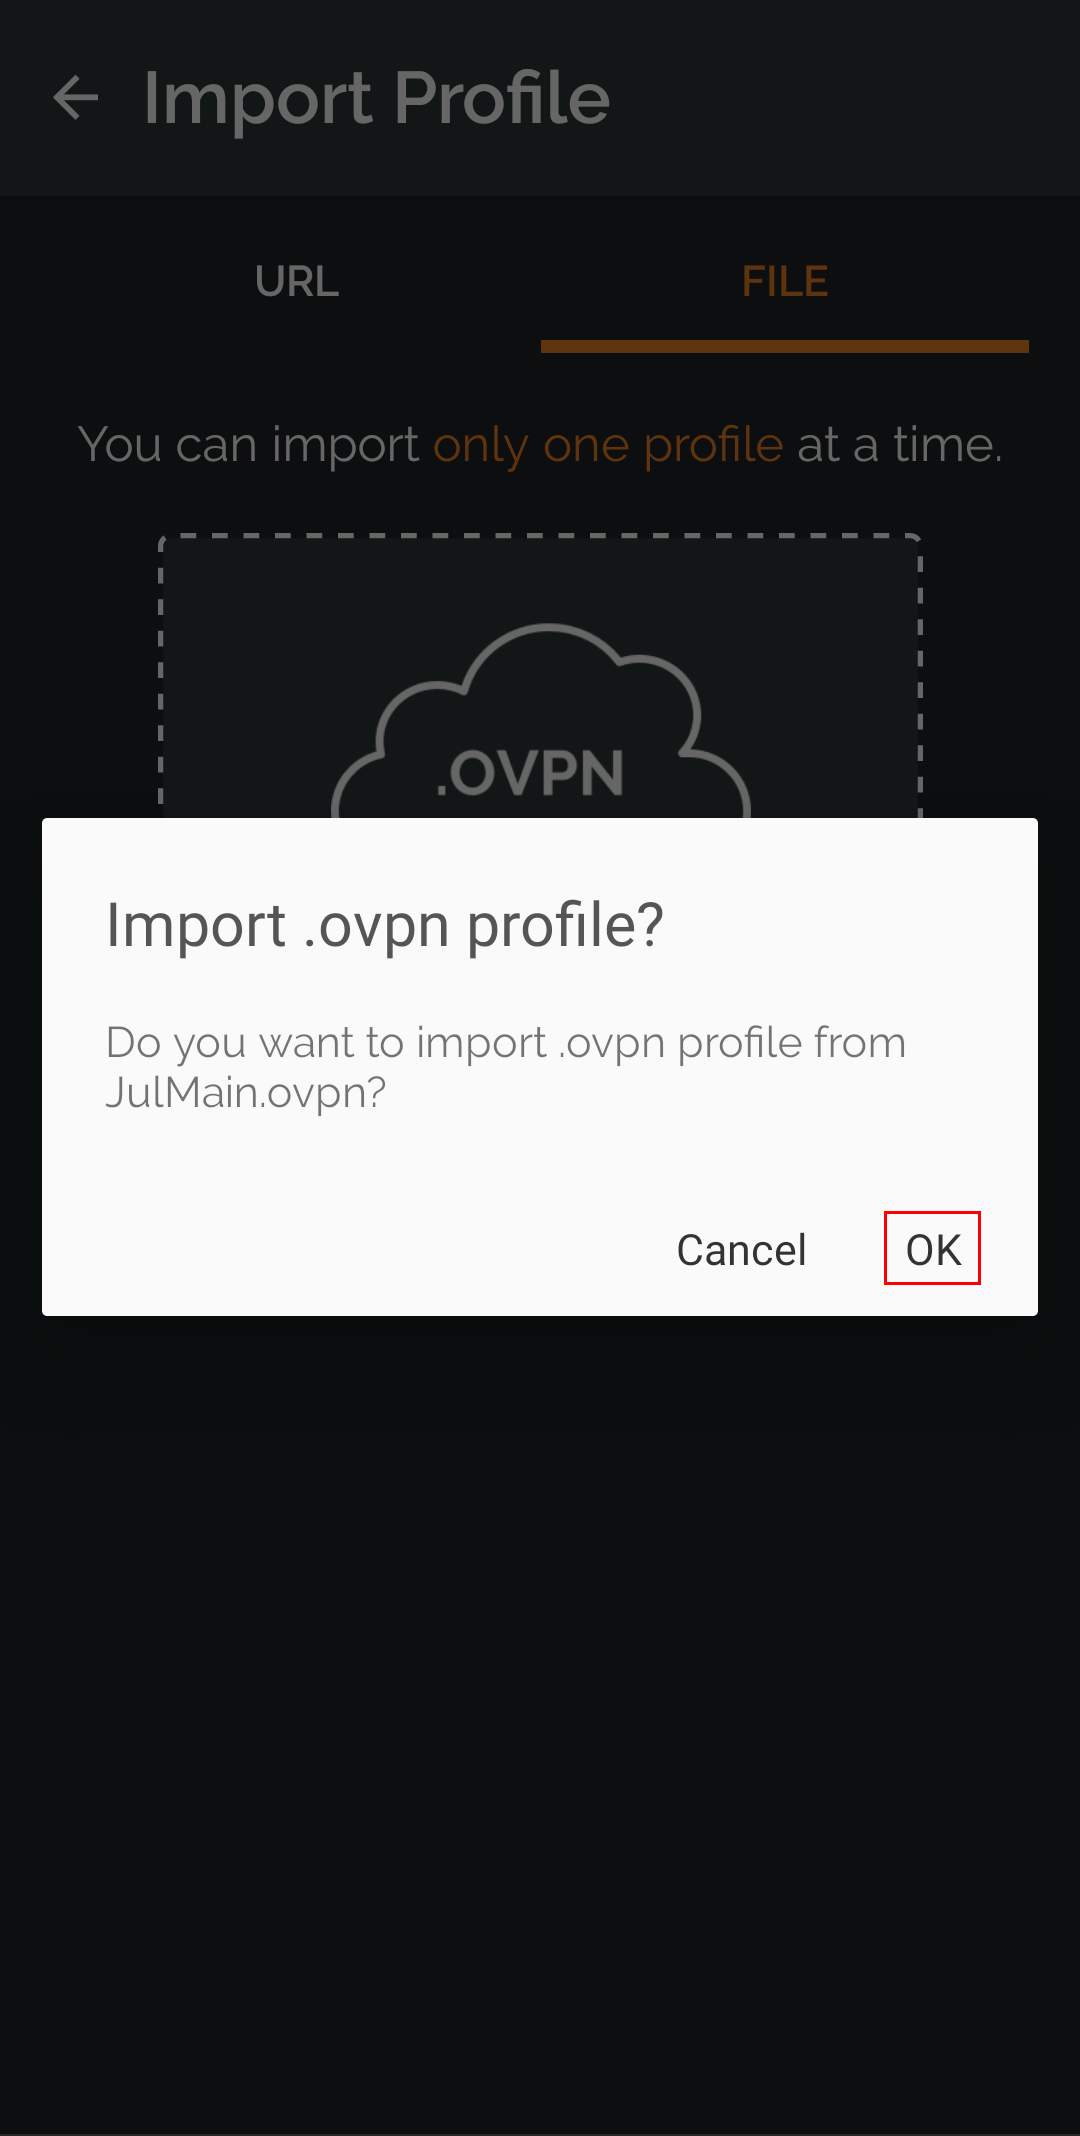 Import Profile
URL
FILE
You can import only one profile at a time.
.OVPN
Import .ovpn profile?
Do you want to import .ovpn profile from
JulMain.ovpn?
Cancel
OK